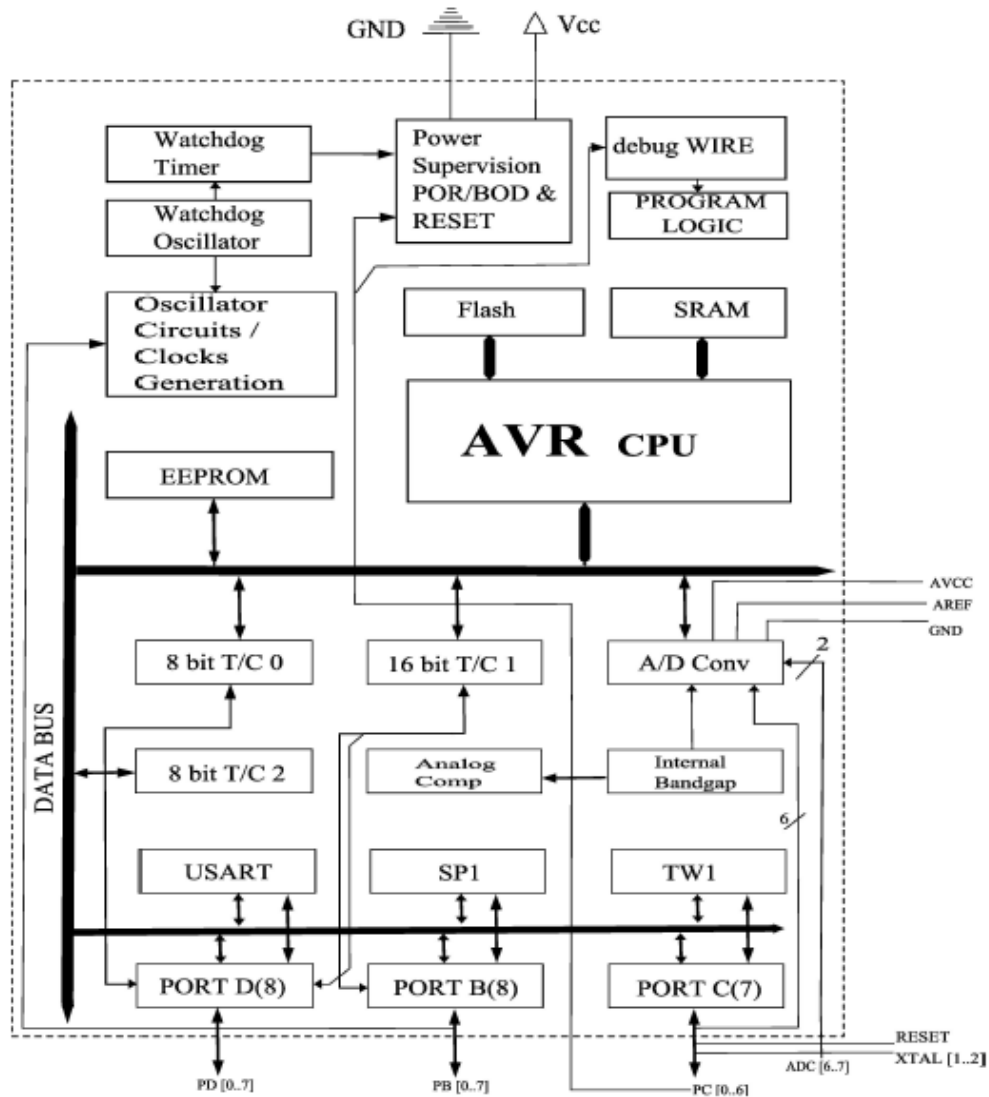 GND
Vcc
Watchdog
Timer
Power
Supervision
POR/BOD &
RESET
debug WIRE
PROGRAM
LOGIC
Watchdog
Oscillator
Oscillator
Circuits /
Clocks
Generation
Flash
SRAM
AVR CPU
EEPROM
AVCC
AREF
GND
2
8 bit T/C 0
16 bit T/C 1
A/D Conv
DATA BUS
8 bit T/C 2
Analog
Comp
Internal
Bandgap
6
USART
SP1
TW1
PORT D(8)
PORT B(8)
PORT C(7)
RESET
XTAL [1..2]
ADC [6..7]
PD [0..7]
PB [0..7]
PC [0..6]